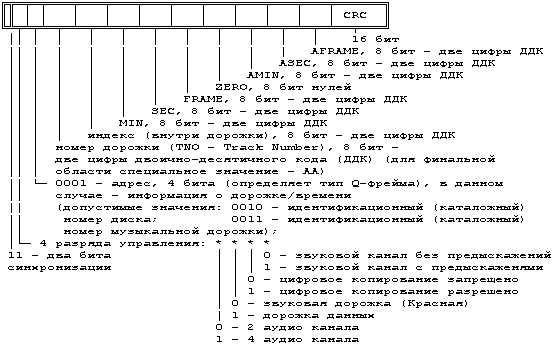 CRC
16 бит
AFRAME, 8 бит - две цифры ДДК
ASEC, 8 бит - две цифры ДДК
AMIN, 8 бит - две цифры ДДК
ZERO, 8 бит нулей
FRAME, 8 бит - две цифры ДДК
SEC, 8 бит - две цифры ДДК
MIN, 8 бит - две цифры ДДК
индекс (внутри дорожки), 8 бит - две цифры ДДК
номер дорожки (TNO - Track Number), 8 бит -
две цифры двоично-десятичного кода (ДДК) (для финальной
области специальное значение - AA)
0001 - адрес, 4 бита (определяет тип Q-фрейма), в данном
случае - информация о дорожке/времени
(допустимые значения: 0010 - идентификационный (каталожный)
номер диска; 0011 - идентификационный (каталожный)
номер музыкальной дорожки);
4 разряда управления: * * * *
11 - два бита 0 - звуковой канал без предыскажений
синхронизации 1 - звуковой канал с предыскаженями
0 - цифровое копирование запрещено
1 - цифровое копирование разрешено
0 - звуковая дорожка (Красная)
1 - дорожка данных
0 - 2 аудио канала
1 - 4 аудио канала